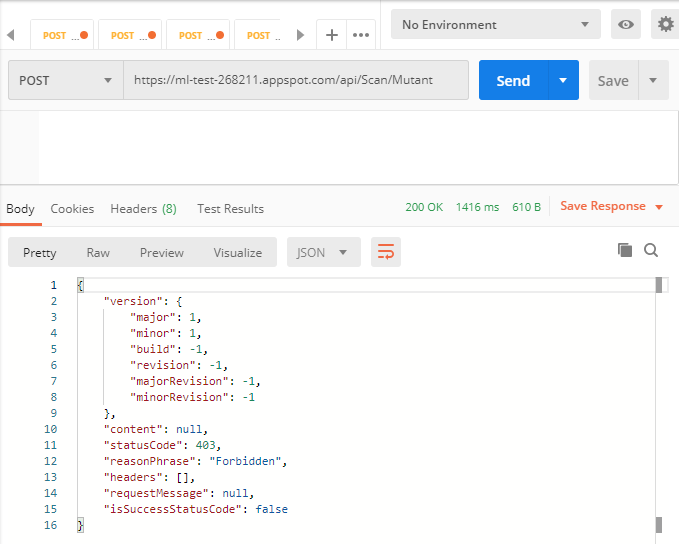 POST ... POST ... POST ... POST .. + ••• No Environment
POST https://ml-test-268211.appspot.com/api/Scan/Mutant Send Save
Body Cookies Headers (8) Test Results 200 OK 1416 ms 610 B Save Response
Pretty Raw Preview Visualize JSON
1 {
2 "version": {
3 "major": 1,
4 "minor": 1,
5 "build": -1,
6 "revision": -1,
7 "majorRevision": -1,
8 "minorRevision": -1
9 },
10 "content": null,
11 "statusCode": 403,
12 "reasonPhrase": "Forbidden",
13 "headers": [],
14 "requestMessage": null,
15 "isSuccessStatusCode": false
16 }